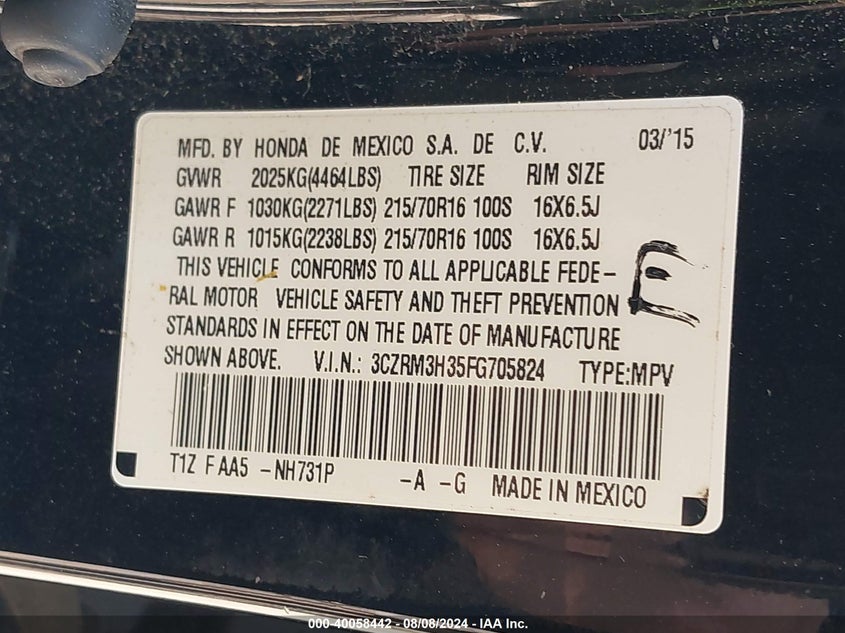 MFD. BY HONDA DE MEXICO S.A. DE C.V. 03/'15
GVWR 2025KG(4464LBS) TIRE SIZE RIM SIZE
GAWR F 1030KG(2271LBS) 215/70R16 100S 16X6.5J
GAWR R 1015KG(2238LBS) 215/70R16 100S 16X6.5J
THIS VEHICLE CONFORMS TO ALL APPLICABLE FEDE-
RAL MOTOR VEHICLE SAFETY AND THEFT PREVENTION
E
STANDARDS IN EFFECT ON THE DATE OF MANUFACTURE
SHOWN ABOVE. V.I.N.: 3CZRM3H35FG705824 TYPE:MPV
T1Z F AA5 -NH731P -A -G MADE IN MEXICO
000-40058442 - 08/08/2024 - IAA Inc.